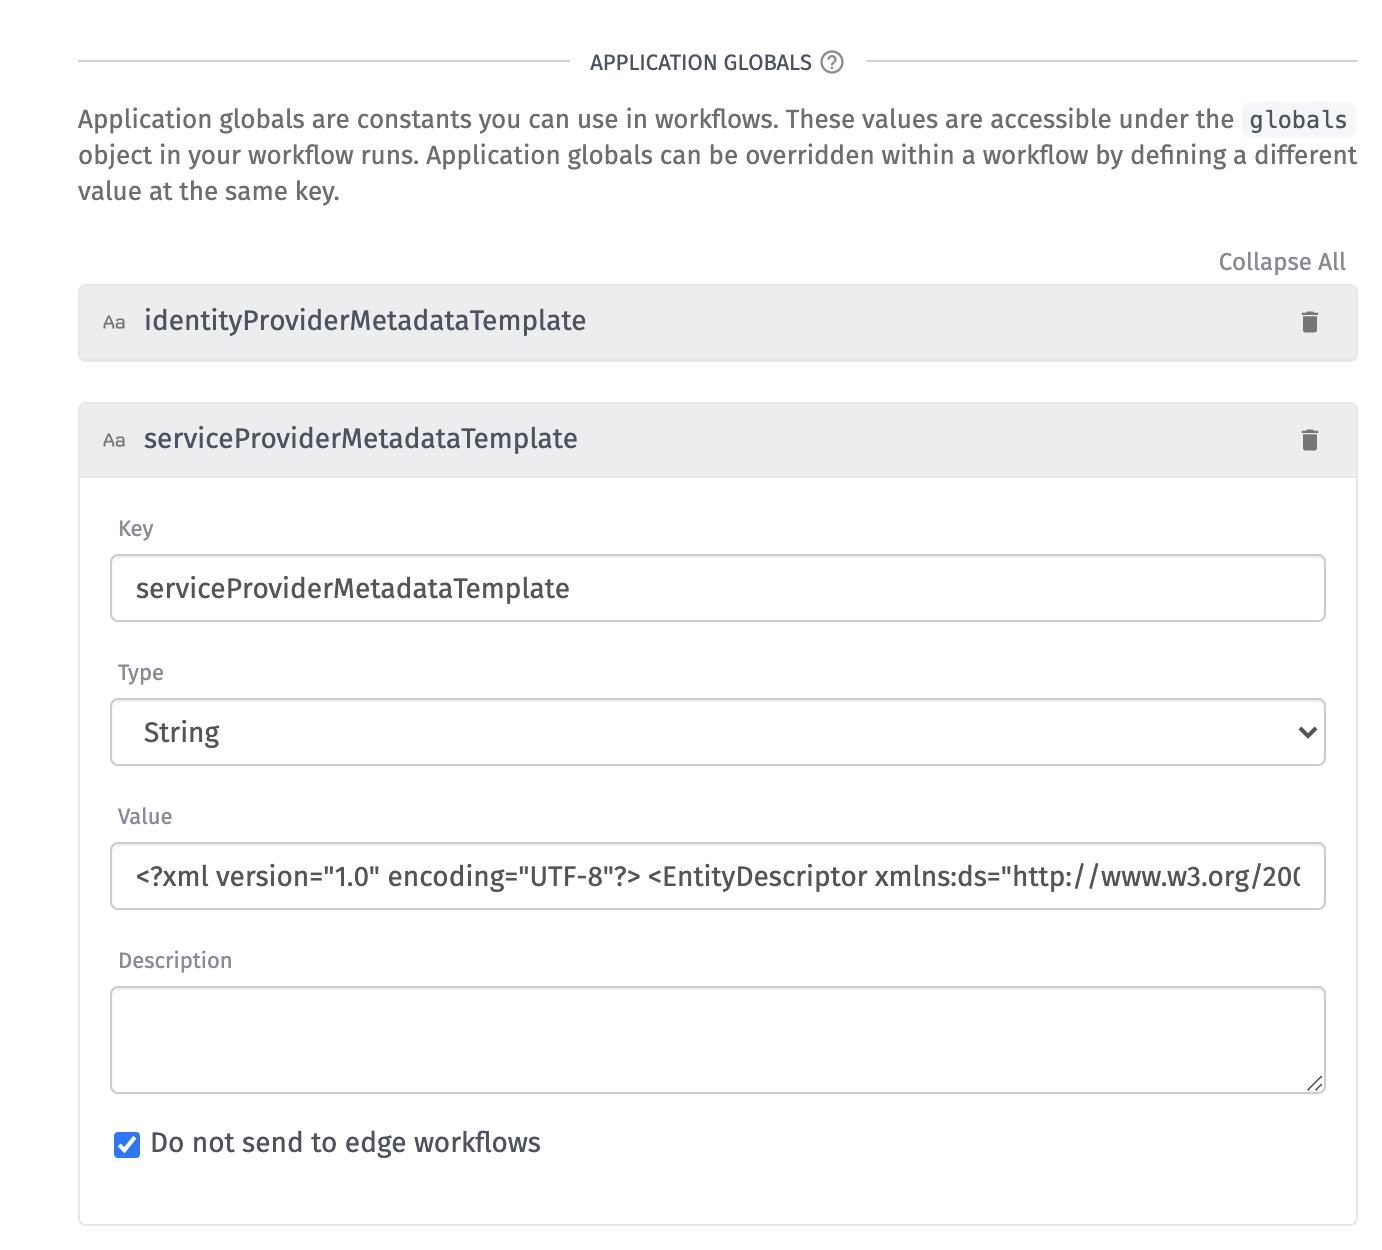 APPLICATION GLOBALS ?
Application globals are constants you can use in workflows. These values are accessible under the globals
object in your workflow runs. Application globals can be overridden within a workflow by defining a different
value at the same key.
Collapse All
Aa identityProviderMetadataTemplate
Aa serviceProviderMetadataTemplate
Key
serviceProviderMetadataTemplate
Type
String
Value
<?xml version="1.0" encoding="UTF-8"?> <EntityDescriptor xmlns:ds="http://www.w3.org/200
Description
Do not send to edge workflows